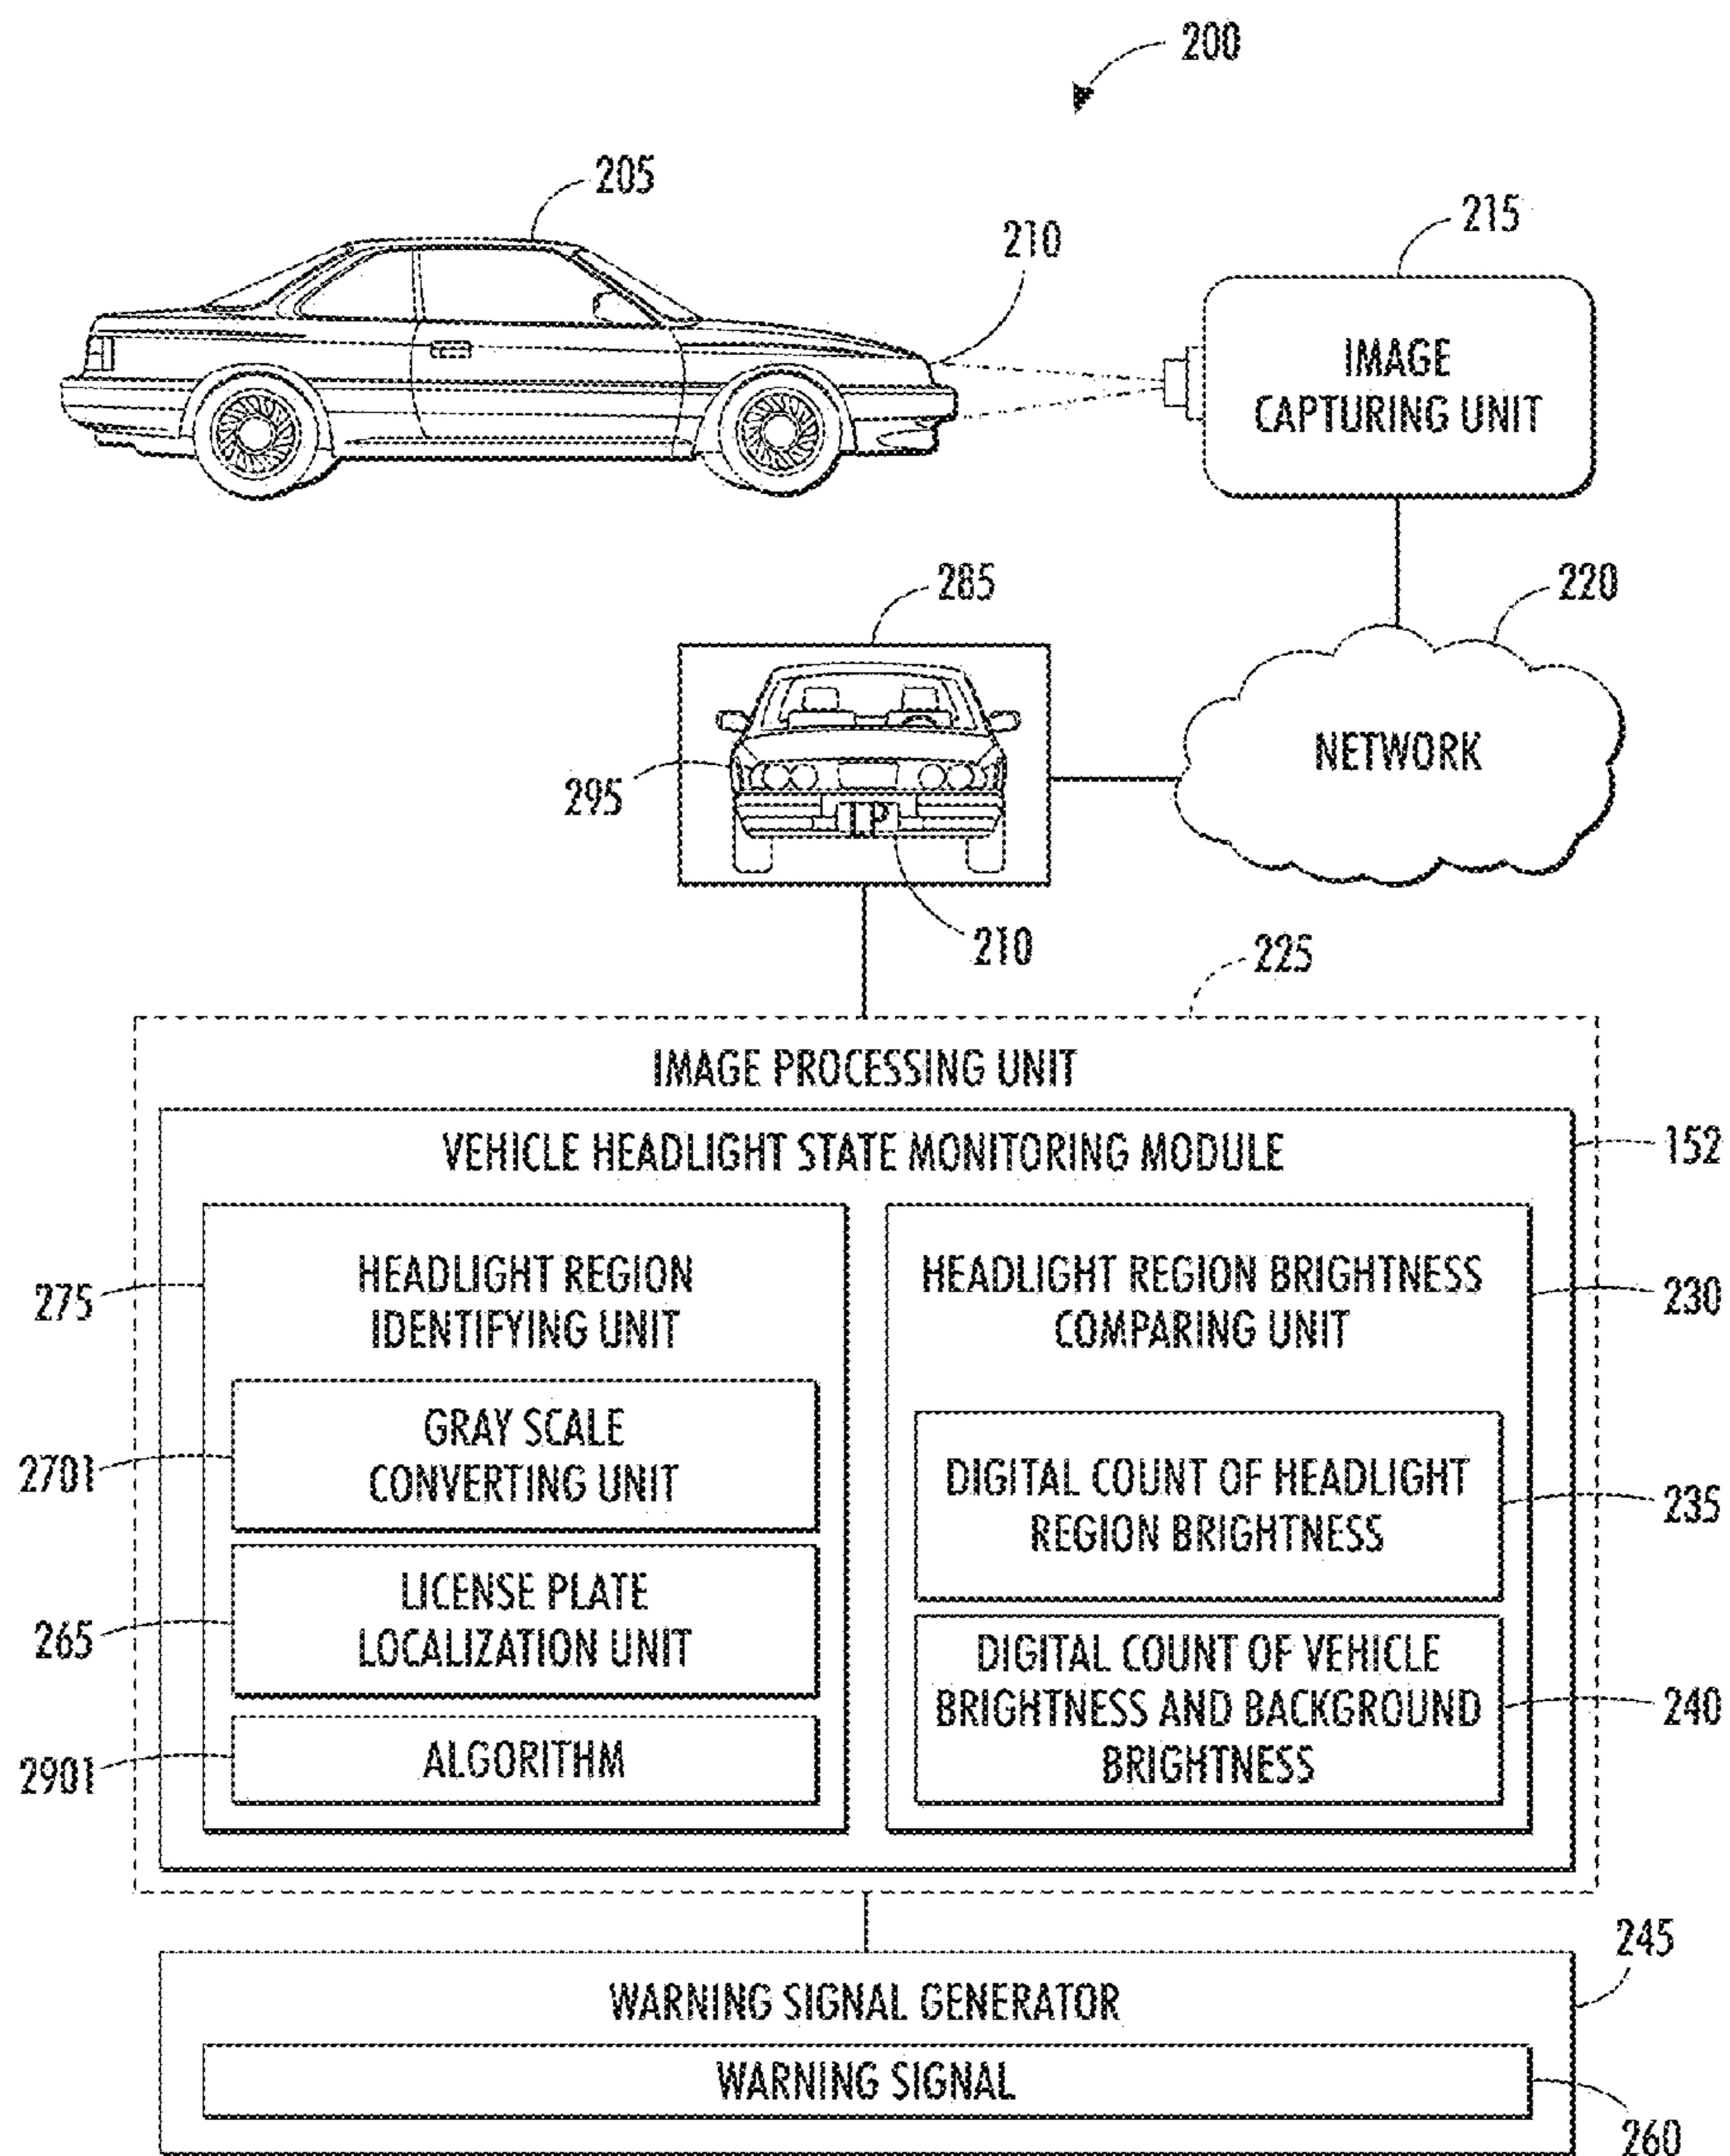 200
205
210
215
IMAGE
CAPTURING UNIT
285
220
NETWORK
295
LP
210
225
IMAGE PROCESSING UNIT
VEHICLE HEADLIGHT STATE MONITORING MODULE
152
275
HEADLIGHT REGION
IDENTIFYING UNIT
HEADLIGHT REGION BRIGHTNESS
COMPARING UNIT
230
2701
GRAY SCALE
CONVERTING UNIT
DIGITAL COUNT OF HEADLIGHT
REGION BRIGHTNESS
235
265
LICENSE PLATE
LOCALIZATION UNIT
DIGITAL COUNT OF VEHICLE
BRIGHTNESS AND BACKGROUND
BRIGHTNESS
240
2901
ALGORITHM
245
WARNING SIGNAL GENERATOR
WARNING SIGNAL
260